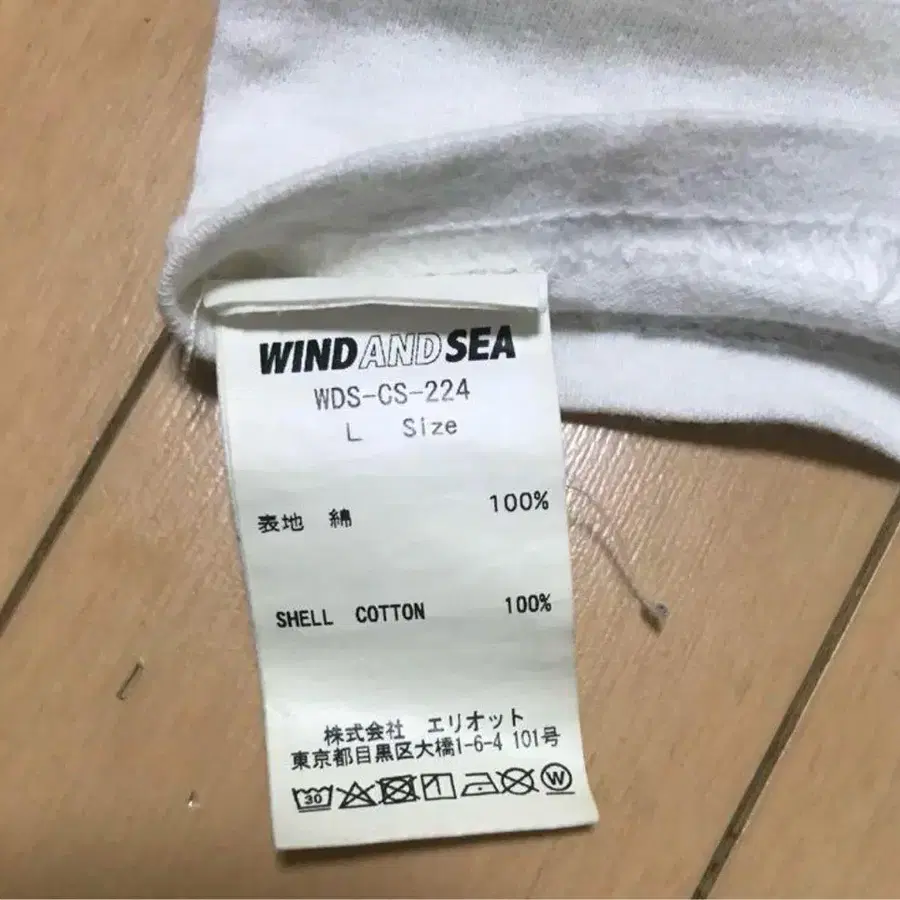 WIND AND SEA
WDS-CS-224
L Size
表地 綿 100%
SHELL COTTON 100%
株式会社 エリオット
東京都目黒区大橋1-6-4 101号
30 W